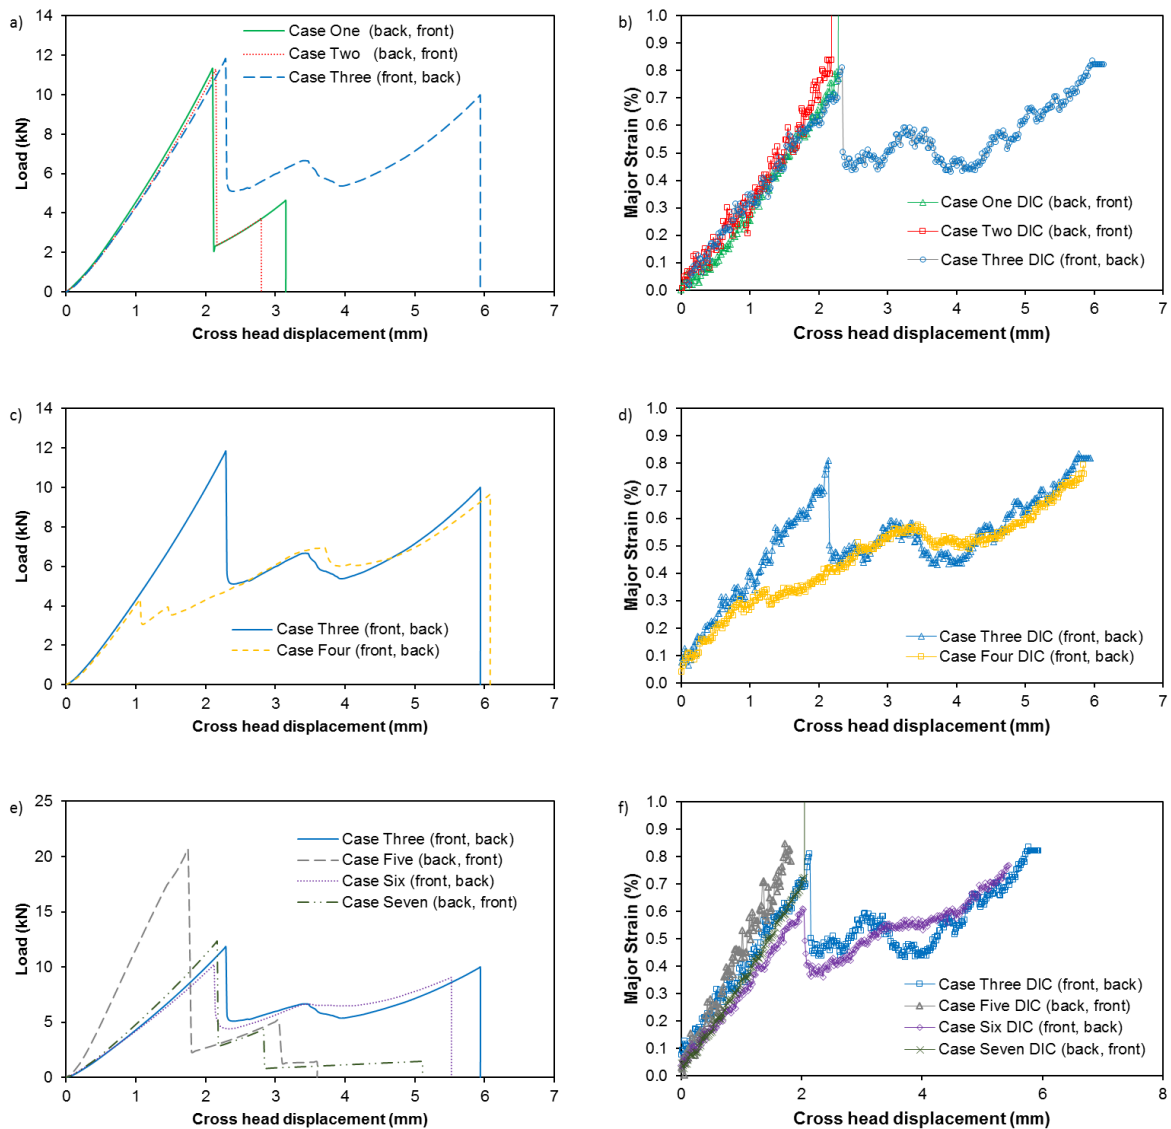 a)
14
12
10
8
6
4
2
0
Load (kN)
0 1 2 3 4 5 6 7
Cross head displacement (mm)
Case One (back, front)
Case Two (back, front)
Case Three (front, back)
b)
1.0
0.9
0.8
0.7
0.6
0.5
0.4
0.3
0.2
0.1
0.0
Major Strain (%)
0 1 2 3 4 5 6 7
Cross head displacement (mm)
Case One DIC (back, front)
Case Two DIC (back, front)
Case Three DIC (front, back)
c)
14
12
10
8
6
4
2
0
Load (kN)
0 1 2 3 4 5 6 7
Cross head displacement (mm)
Case Three (front, back)
Case Four (front, back)
d)
1.0
0.9
0.8
0.7
0.6
0.5
0.4
0.3
0.2
0.1
0.0
Major Strain (%)
0 1 2 3 4 5 6 7
Cross head displacement (mm)
Case Three DIC (front, back)
Case Four DIC (front, back)
e)
25
20
15
10
5
0
Load (kN)
0 1 2 3 4 5 6 7
Cross head displacement (mm)
Case Three (front, back)
Case Five (back, front)
Case Six (front, back)
Case Seven (back, front)
f)
1.0
0.9
0.8
0.7
0.6
0.5
0.4
0.3
0.2
0.1
0.0
Major Strain (%)
0 2 4 6 8
Cross head displacement (mm)
Case Three DIC (front, back)
Case Five DIC (back, front)
Case Six DIC (front, back)
Case Seven DIC (back, front)